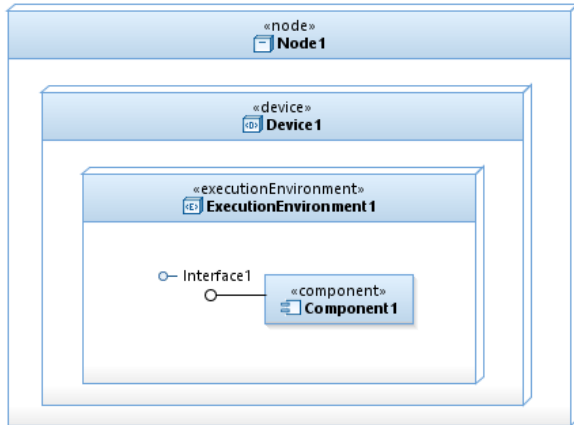 «node»
Node1
«device»
Device1
«executionEnvironment»
ExecutionEnvironment1
Interface1
«component»
Component1